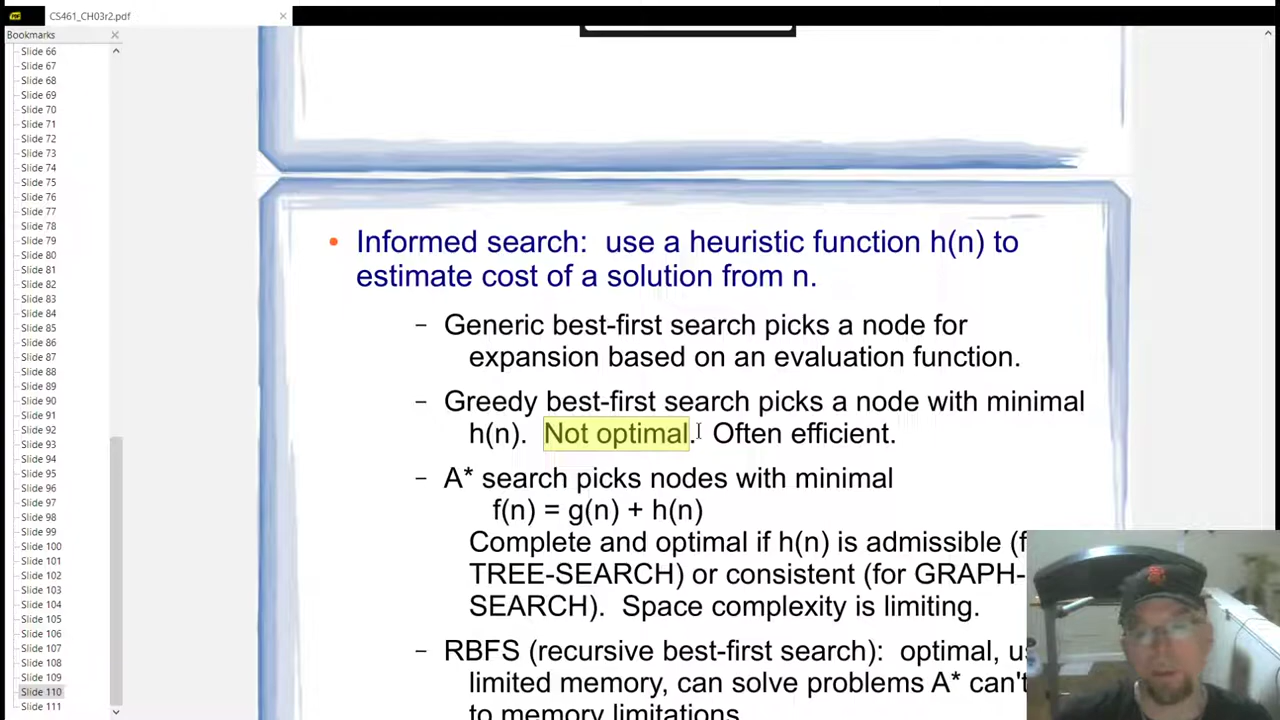 CS461_CH03r2.pdf
Bookmarks
Slide 66
Slide 67
Slide 68
Slide 69
Slide 70
Slide 71
Slide 72
Slide 73
Slide 74
Slide 75
Slide 76
Slide 77
Slide 78
Slide 79
Slide 80
Slide 81
Slide 82
Slide 83
Slide 84
Slide 85
Slide 86
Slide 87
Slide 88
Slide 89
Slide 90
Slide 91
Slide 92
Slide 93
Slide 94
Slide 95
Slide 96
Slide 97
Slide 98
Slide 99
Slide 100
Slide 101
Slide 102
Slide 103
Slide 104
Slide 105
Slide 106
Slide 107
Slide 108
Slide 109
Slide 110
Slide 111
• Informed search: use a heuristic function h(n) to
estimate cost of a solution from n.
– Generic best-first search picks a node for
expansion based on an evaluation function.
– Greedy best-first search picks a node with minimal
h(n). Not optimal. Often efficient.
– A* search picks nodes with minimal
f(n) = g(n) + h(n)
Complete and optimal if h(n) is admissible (
TREE-SEARCH) or consistent (for GRAPH-
SEARCH). Space complexity is limiting.
– RBFS (recursive best-first search): optimal,
limited memory, can solve problems A* can't
to memory limitations